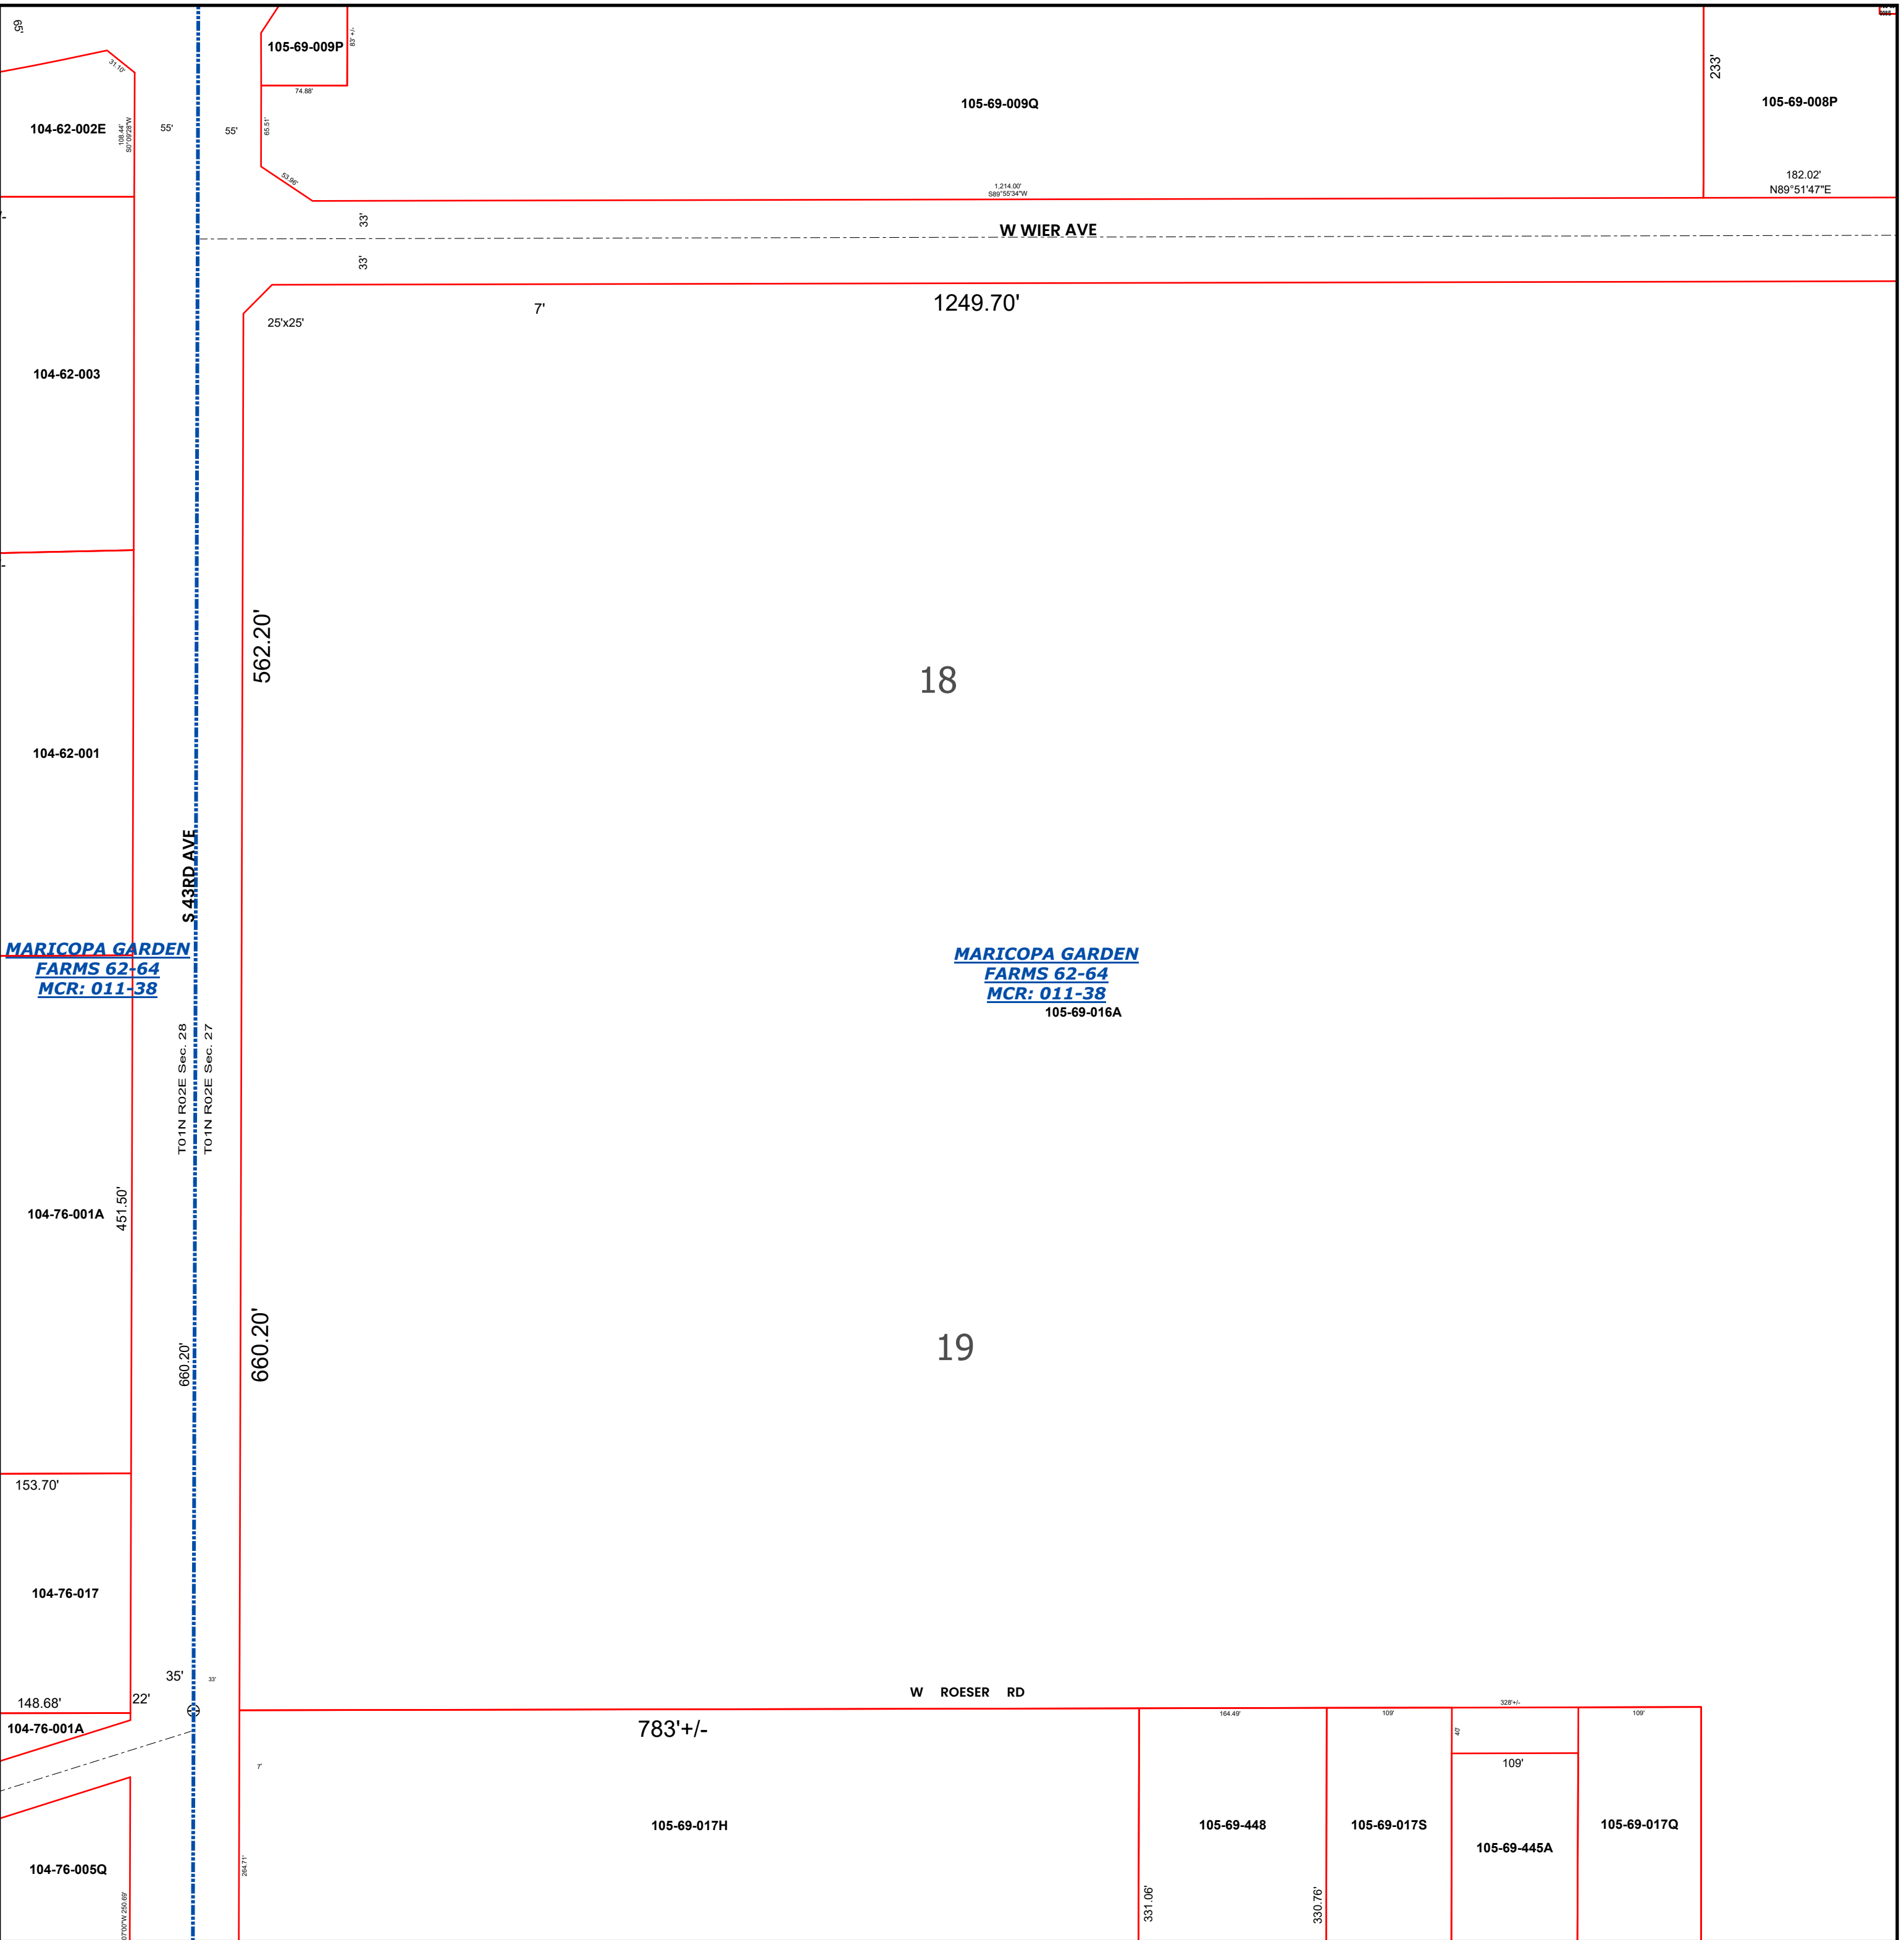 65'
31.10'
104-62-002E
108.44'
S0°09'28"W
55'
55'
105-69-009P
83' +/-
74.88'
65.51'
53.96'
105-69-009Q
1,214.00'
S89°55'34"W
233'
105-69-008P
182.02'
N89°51'47"E
33'
W WIER AVE
33'
7'
25'x25'
1249.70'
104-62-003
562.20'
18
104-62-001
S 43RD AVE
MARICOPA GARDEN
FARMS 62-64
MCR: 011-38
MARICOPA GARDEN
FARMS 62-64
MCR: 011-38
105-69-016A
T01N R02E Sec. 28
T01N R02E Sec. 27
104-76-001A
451.50'
660.20'
660.20'
19
153.70'
104-76-017
35'
33'
22'
148.68'
104-76-001A
W ROESER RD
783'+/-
164.49'
109'
328'+/-
109'
40'
109'
7'
105-69-017H
105-69-448
105-69-017S
105-69-445A
105-69-017Q
104-76-005Q
264.71'
07'00"W 250.69'
331.06'
330.76'